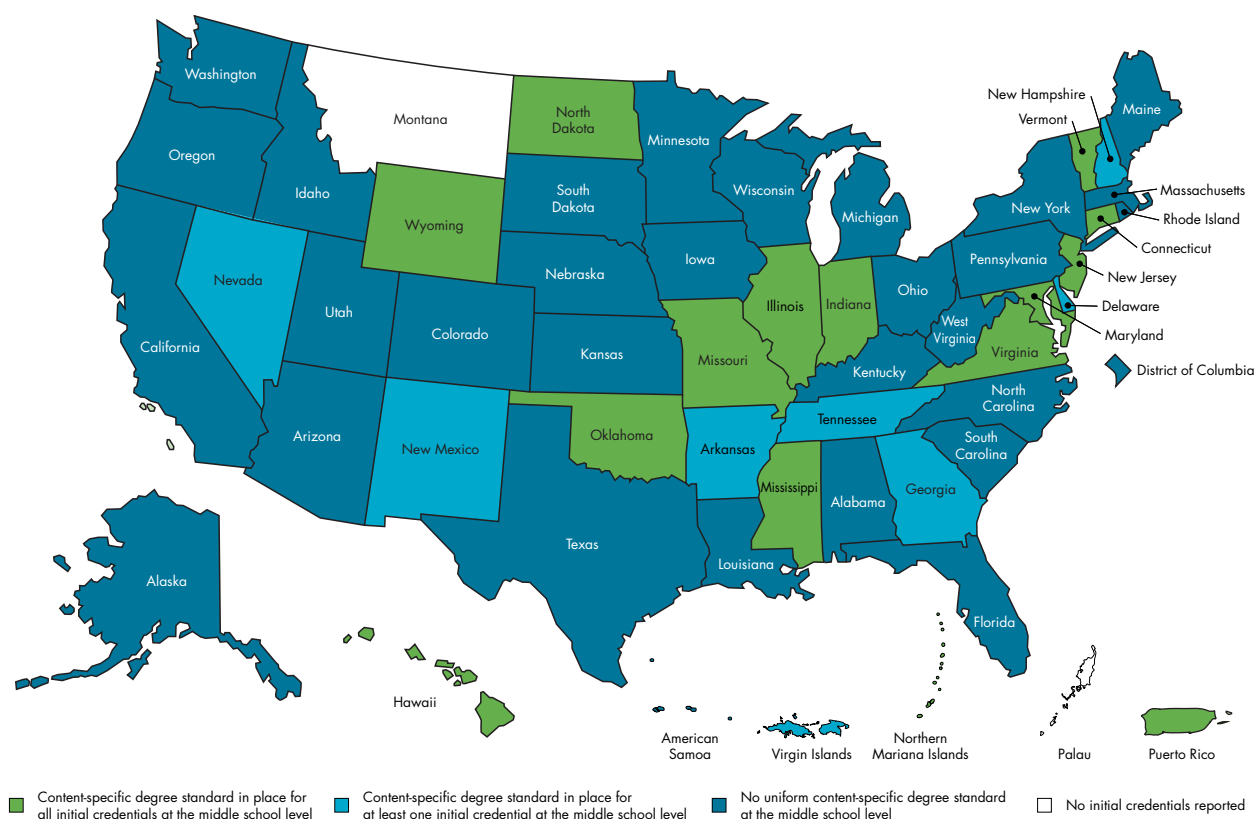 Washington
Oregon
California
Nevada
Idaho
Montana
Wyoming
Utah
Arizona
Colorado
New Mexico
North
Dakota
South
Dakota
Nebraska
Kansas
Oklahoma
Texas
Minnesota
Iowa
Missouri
Arkansas
Louisiana
Wisconsin
Illinois
Michigan
Indiana
Ohio
Kentucky
Tennessee
Mississippi
Alabama
Georgia
Florida
South
Carolina
North
Carolina
Virginia
West
Virginia
Pennsylvania
New York
Maine
New Hampshire
Vermont
Massachusetts
Rhode Island
Connecticut
New Jersey
Delaware
Maryland
District of Columbia
Alaska
Hawaii
American
Samoa
Virgin Islands
Northern
Mariana Islands
Palau
Puerto Rico
Content-specific degree standard in place for
all initial credentials at the middle school level
Content-specific degree standard in place for
at least one initial credential at the middle school level
No uniform content-specific degree standard
at the middle school level
No initial credentials reported